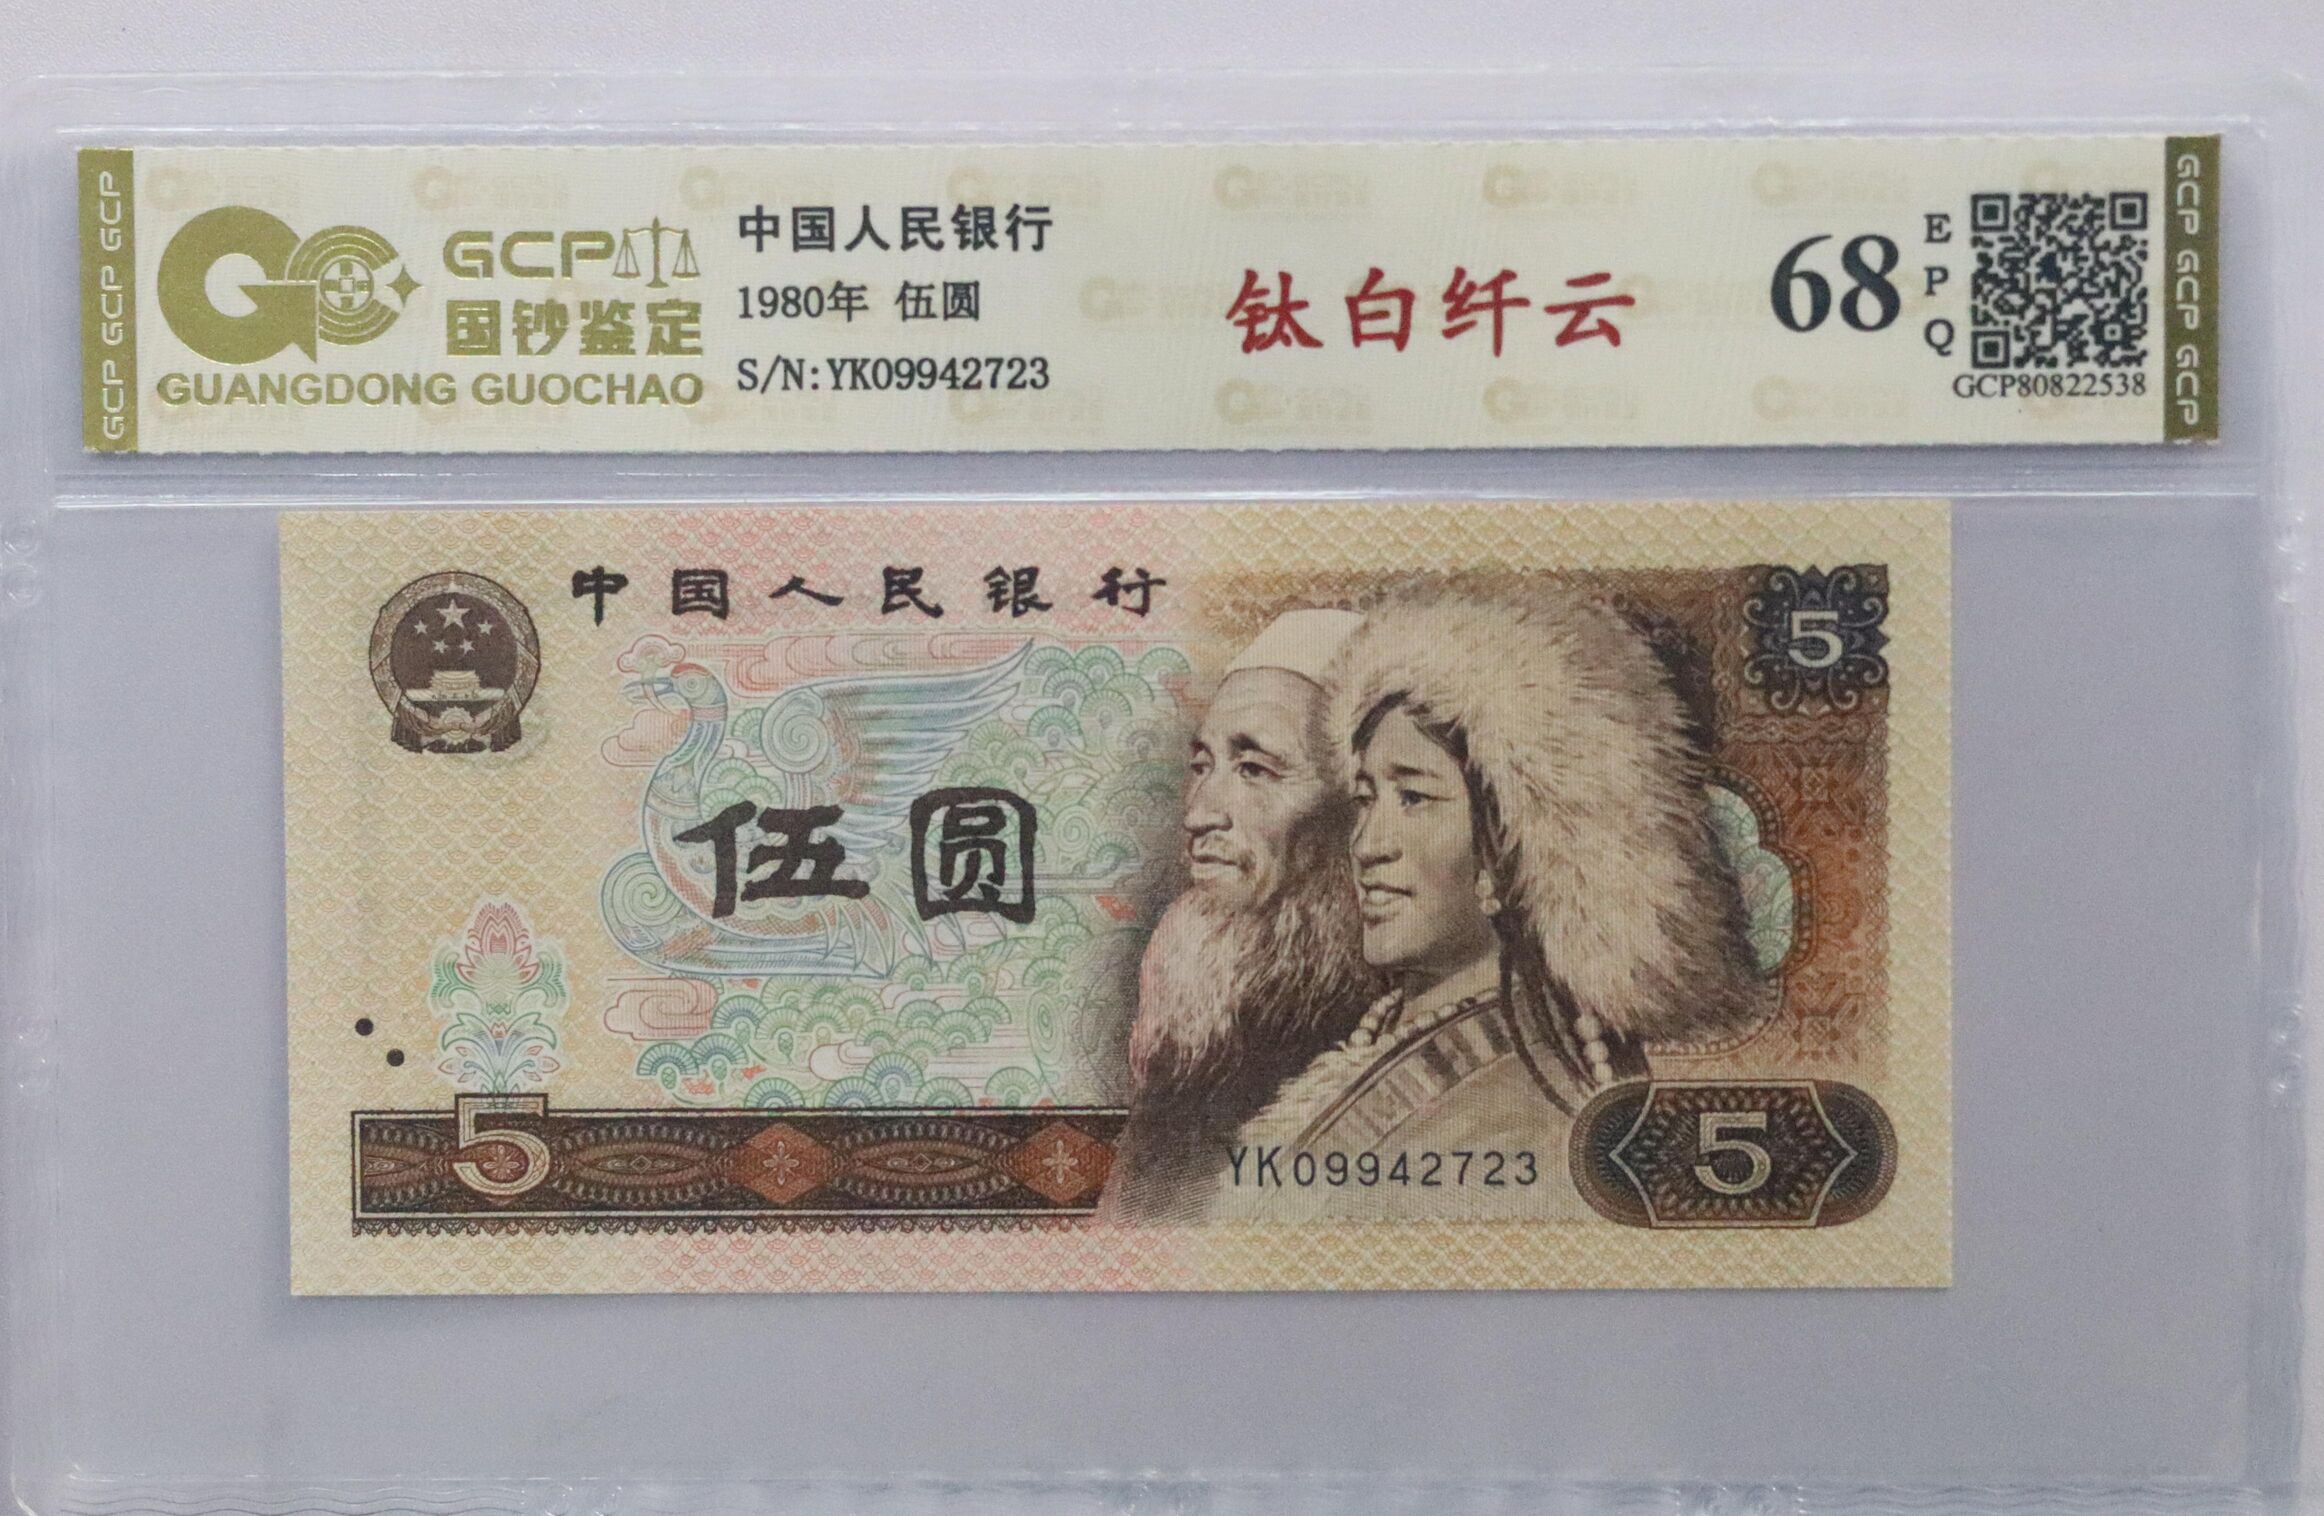 GCP GCP GCP
GCP
国钞鉴定
GUANGDONG GUOCHAO
中国人民银行
1980年 伍圆
S/N:YK09942723
钛白纤云
68
EPQ
GCP80822538
GCP GCP GCP
中国人民银行
5
伍圆
5
YK09942723
5